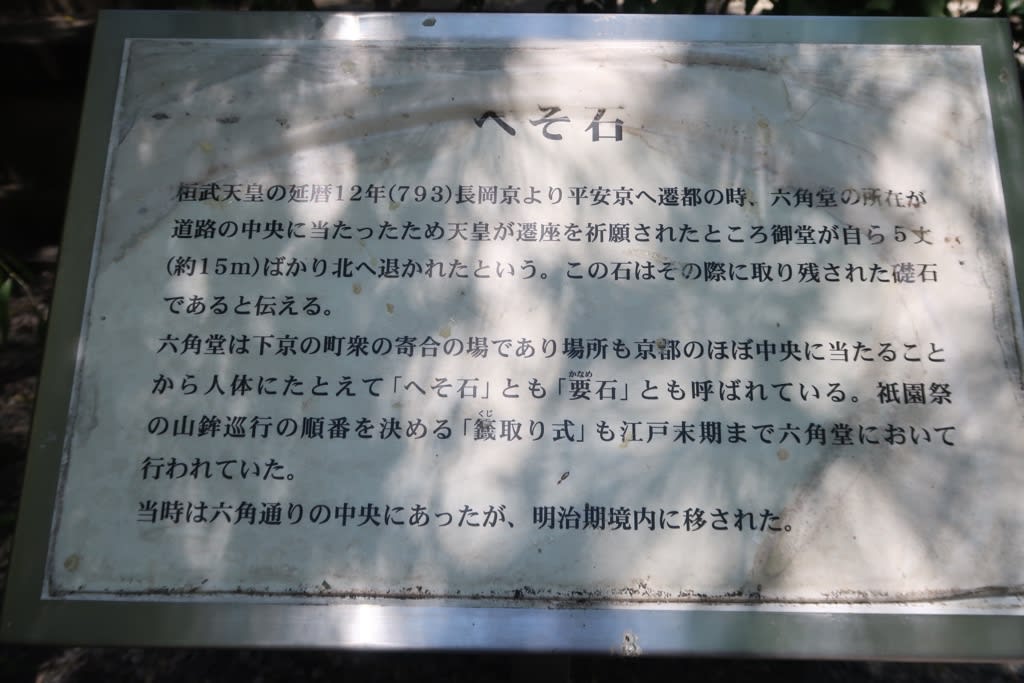 へそ石
桓武天皇の延暦12年(793)長岡京より平安京へ遷都の時、六角堂の所在が
道路の中央に当たったため天皇が遷座を祈願されたところ御堂が自ら5丈
(約15m)ばかり北へ退かれたという。この石はその際に取り残された礎石
であると伝える。
六角堂は下京の町衆の寄合の場であり場所も京都のほぼ中央に当たること
かなめ
から人体にたとえて「へそ石」とも「要石」とも呼ばれている。祇園祭
くじ
の山鉾巡行の順番を決める「籤取り式」も江戸末期まで六角堂において
行われていた。
当時は六角通りの中央にあったが、明治期境内に移された。